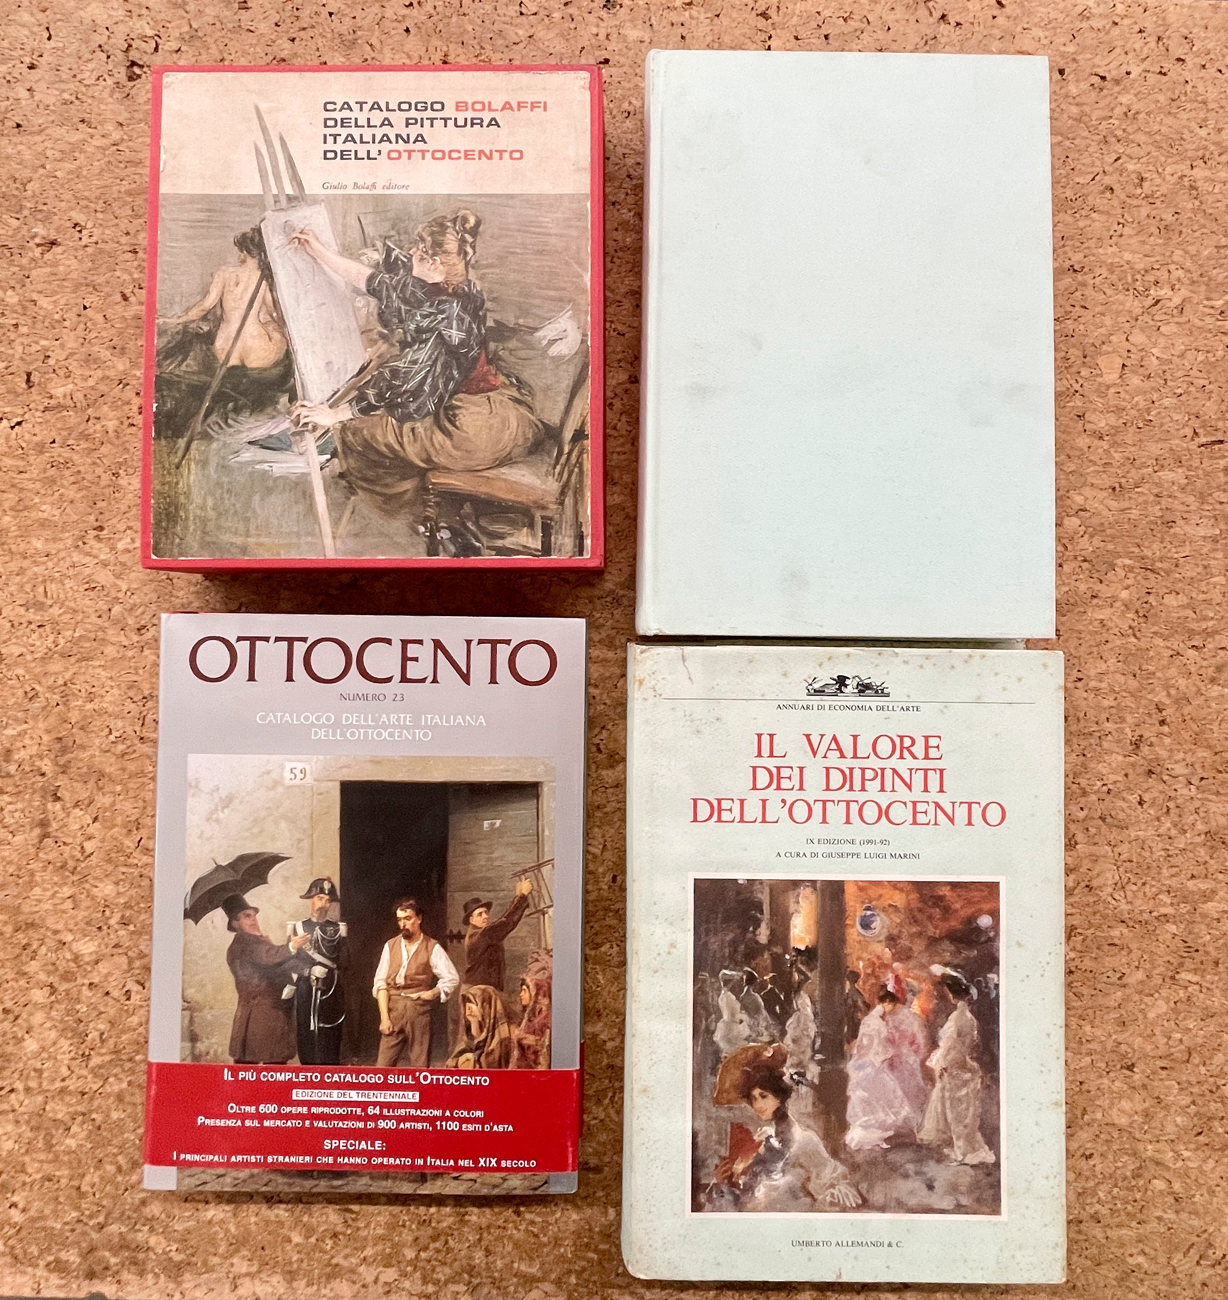 CATALOGO BOLAFFI
DELLA PITTURA
ITALIANA
DELL'OTTOCENTO
Giulio Bolaffi editore
OTTOCENTO
NUMERO 23
CATALOGO DELL'ARTE ITALIANA
DELL'OTTOCENTO
59
IL PIÙ COMPLETO CATALOGO SULL'OTTOCENTO
EDIZIONE DEL TRENTENNALE
OLTRE 600 OPERE RIPRODOTTE, 64 ILLUSTRAZIONI A COLORI
PRESENZA SUL MERCATO E VALUTAZIONI DI 900 ARTISTI, 1100 ESITI D'ASTA
SPECIALE:
I PRINCIPALI ARTISTI STRANIERI CHE HANNO OPERATO IN ITALIA NEL XIX SECOLO
ANNUARI DI ECONOMIA DELL'ARTE
IL VALORE
DEI DIPINTI
DELL'OTTOCENTO
IX EDIZIONE (1991-92)
A CURA DI GIUSEPPE LUIGI MARINI
UMBERTO ALLEMANDI & C.